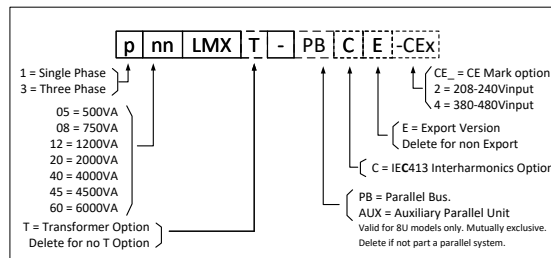 p nn LMX T - PB C E -CEx
1 = Single Phase
3 = Three Phase
05 = 500VA
08 = 750VA
12 = 1200VA
20 = 2000VA
40 = 4000VA
45 = 4500VA
60 = 6000VA
T = Transformer Option
Delete for no T Option
CE_ = CE Mark option
2 = 208-240Vinput
4 = 380-480Vinput
E = Export Version
Delete for non Export
C = IEC413 Interharmonics Option
PB = Parallel Bus.
AUX = Auxiliary Parallel Unit
Valid for 8U models only. Mutually exclusive.
Delete if not part a parallel system.